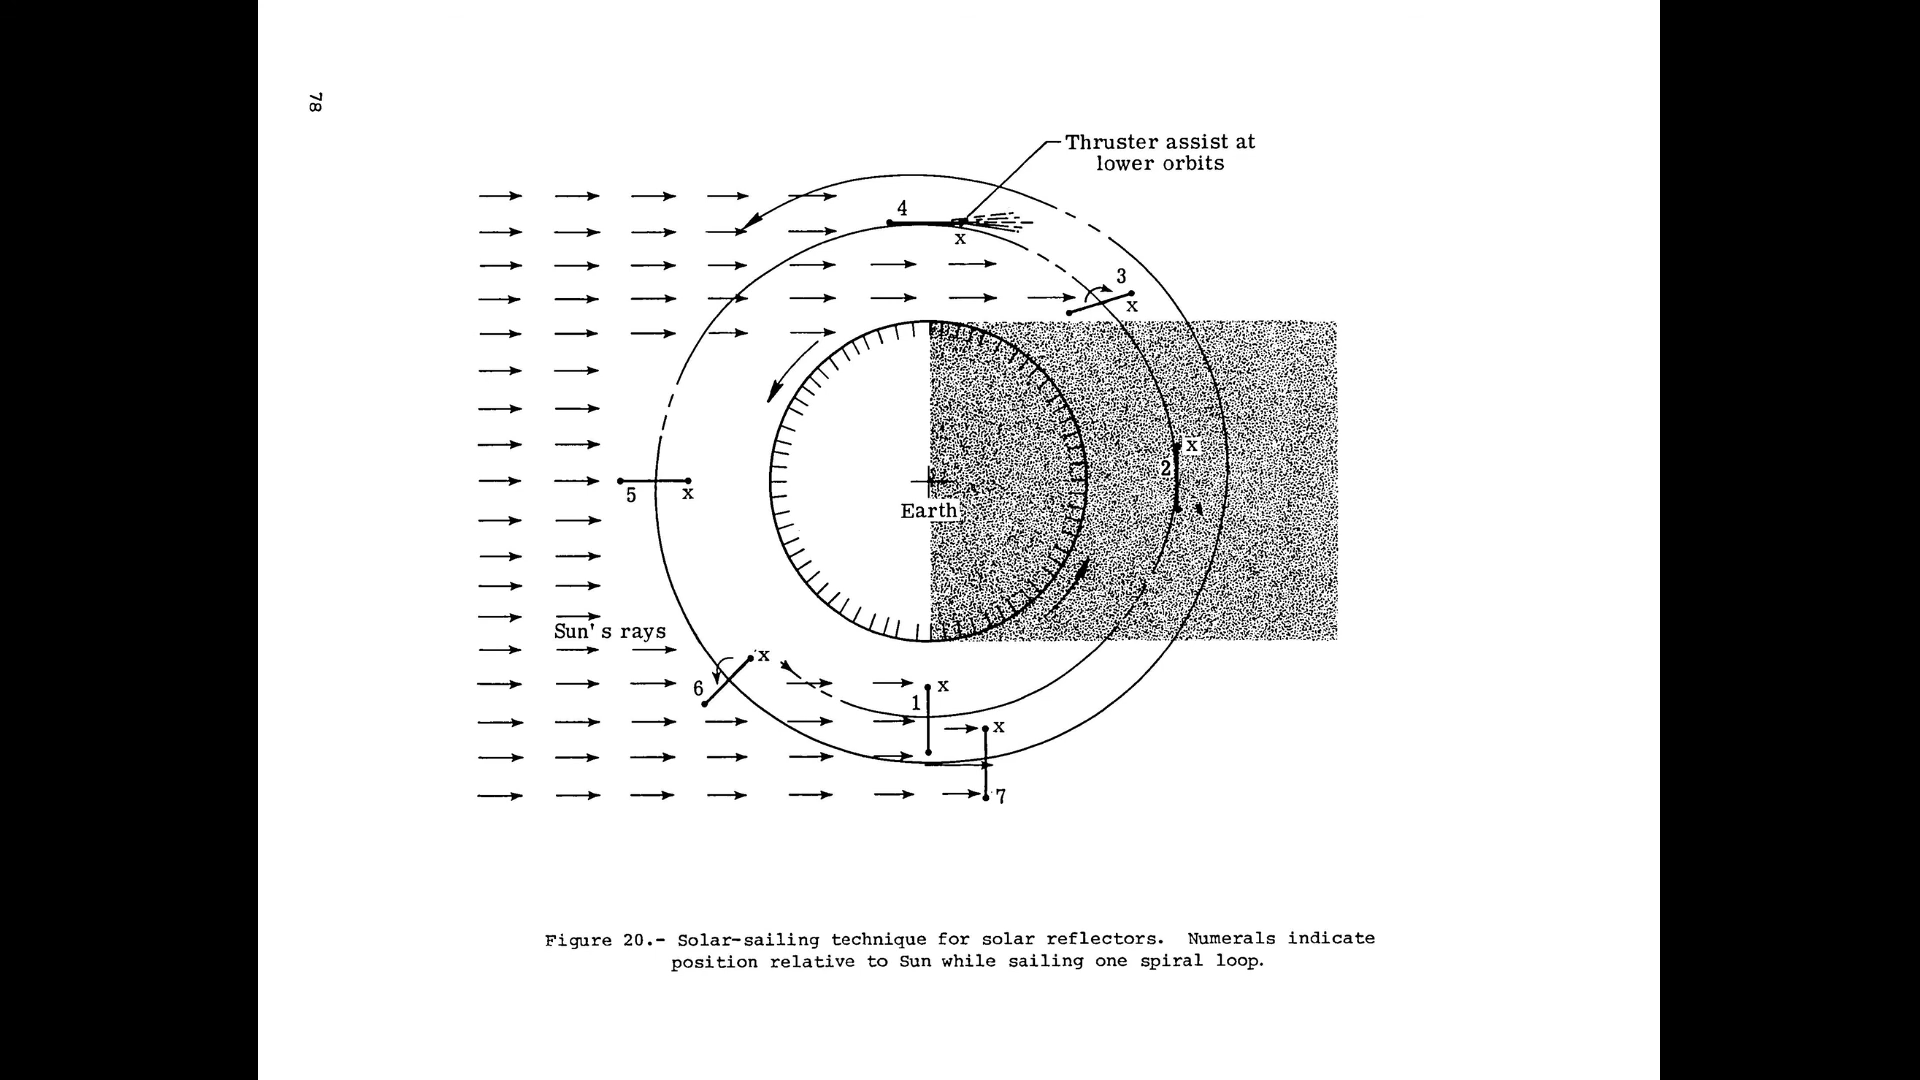 78
Thruster assist at
lower orbits
4
x
3
x
x
2
5
x
Earth
Sun's rays
x
6
x
1
x
7
Figure 20.- Solar-sailing technique for solar reflectors. Numerals indicate
position relative to Sun while sailing one spiral loop.